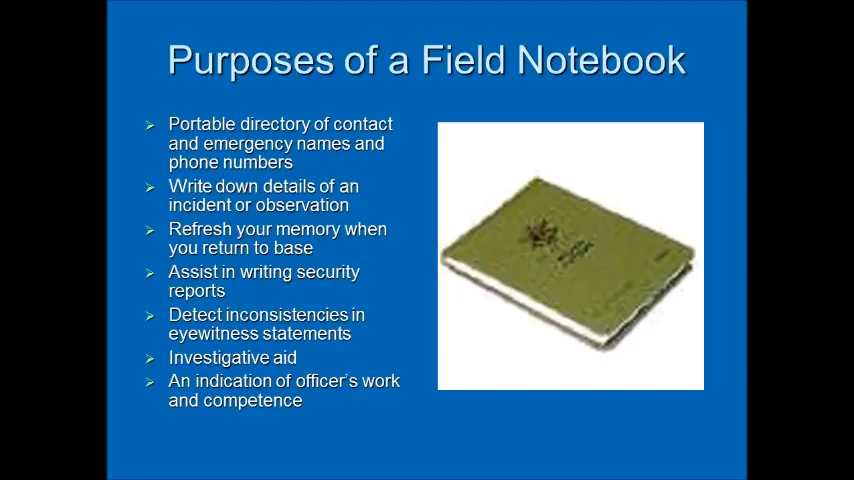 Purposes of a Field Notebook
➢ Portable directory of contact
and emergency names and
phone numbers
➢ Write down details of an
incident or observation
➢ Refresh your memory when
you return to base
➢ Assist in writing security
reports
➢ Detect inconsistencies in
eyewitness statements
➢ Investigative aid
➢ An indication of officer's work
and competence